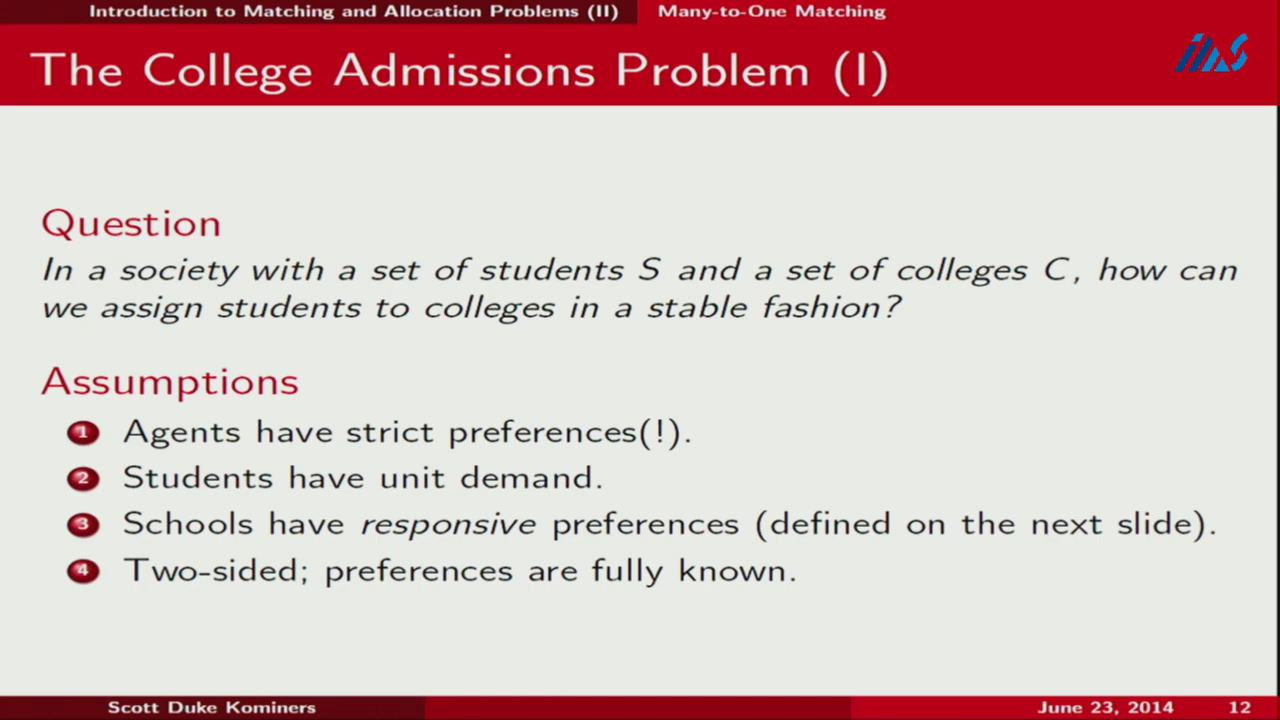 Introduction to Matching and Allocation Problems (II) Many-to-One Matching
The College Admissions Problem (I)
ias
Question
In a society with a set of students S and a set of colleges C, how can
we assign students to colleges in a stable fashion?
Assumptions
1 Agents have strict preferences(!).
2 Students have unit demand.
3 Schools have responsive preferences (defined on the next slide).
4 Two-sided; preferences are fully known.
Scott Duke Kominers June 23, 2014 12